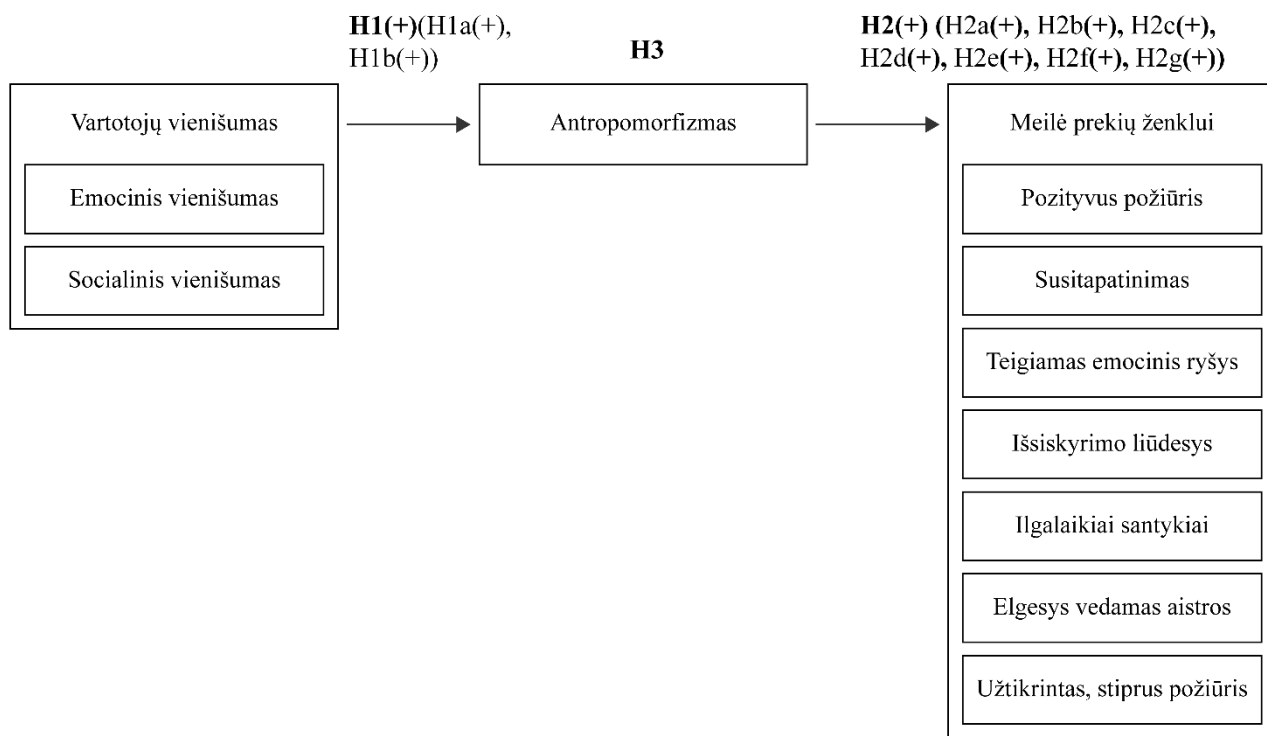 H1(+)(H1a(+),
H1b(+))
H3
H2(+) (H2a(+), H2b(+), H2c(+),
H2d(+), H2e(+), H2f(+), H2g(+))
Vartotojų vienišumas
Emocinis vienišumas
Socialinis vienišumas
Antropomorfizmas
Meilė prekių ženklui
Pozityvus požiūris
Susitapatinimas
Teigiamas emocinis ryšys
Išsiskyrimo liūdesys
Ilgalaikiai santykiai
Elgesys vedamas aistros
Užtikrintas, stiprus požiūris